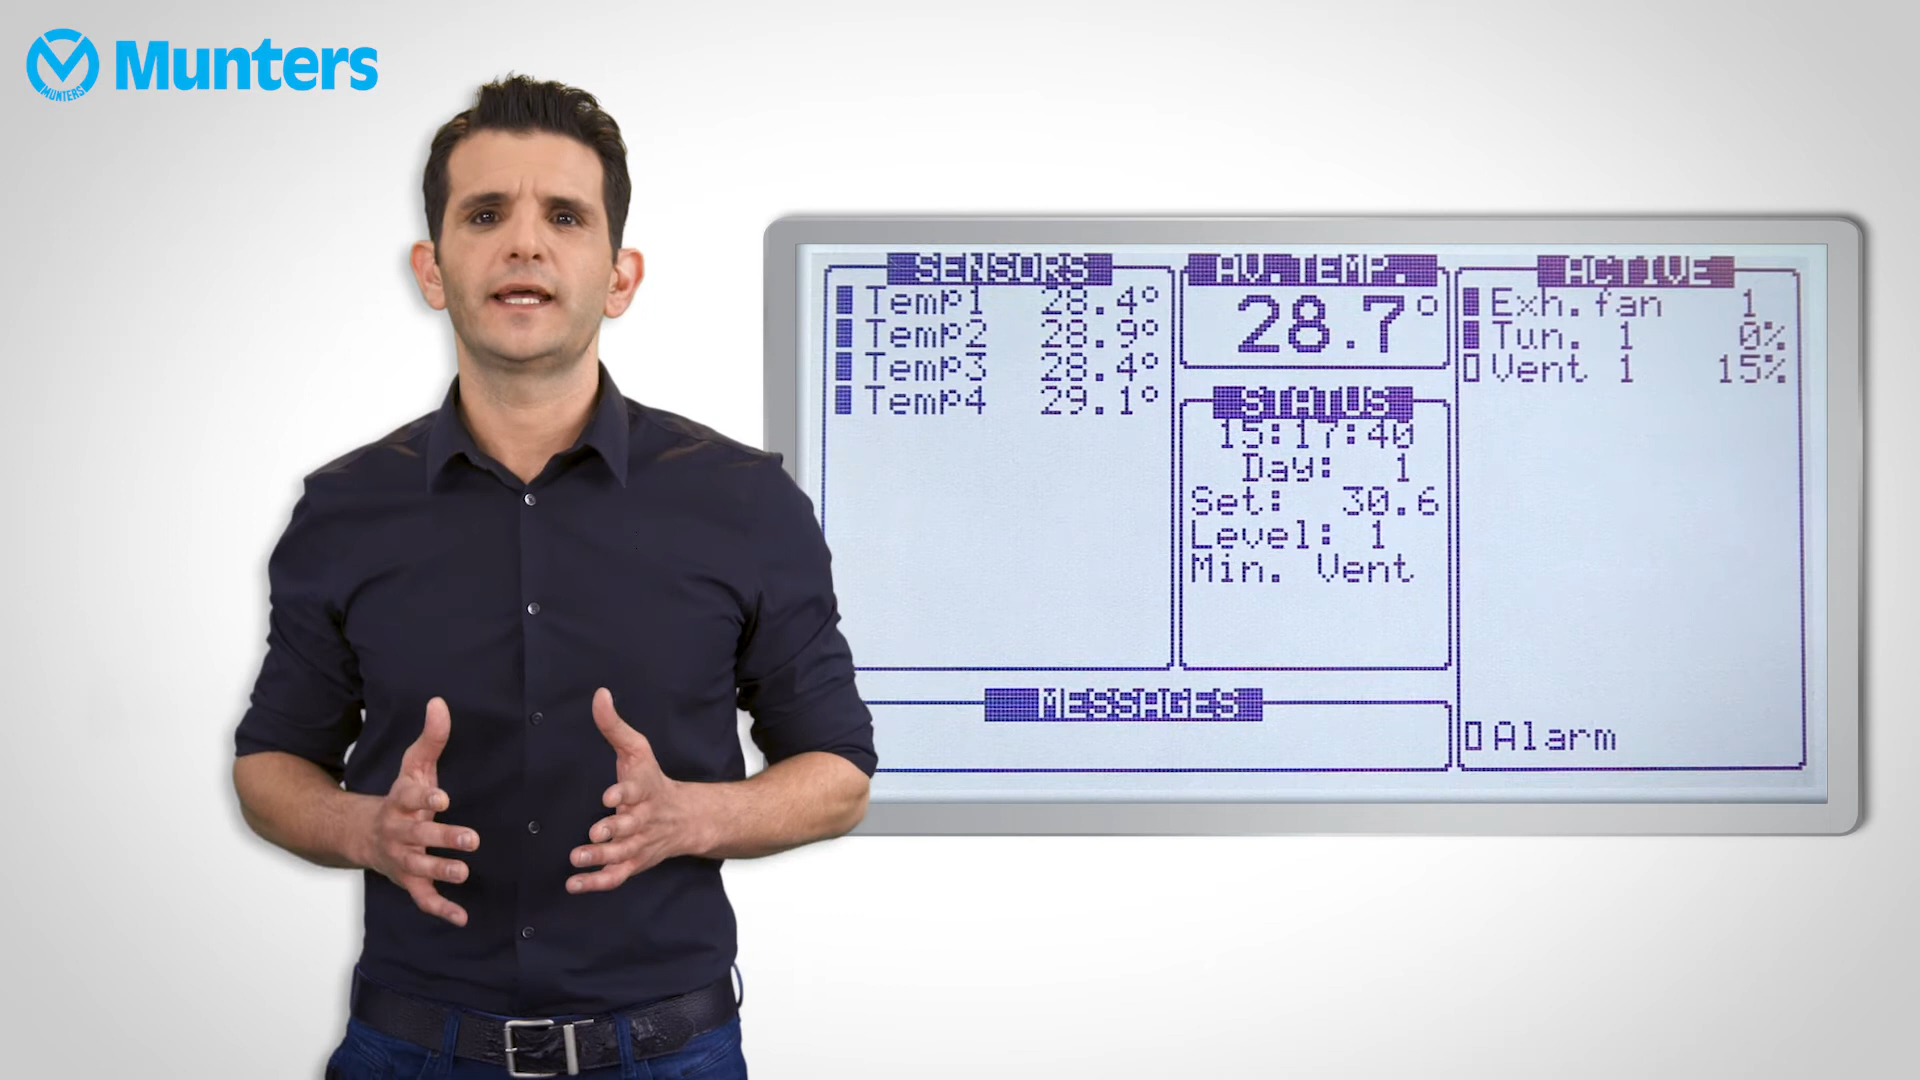 MUNTERS
Munters
SENSORS
Temp1 28.4°
Temp2 28.9°
Temp3 28.4°
Temp4 29.1°
AV.TEMP.
28.7°
STATUS
15:17:40
Day: 1
Set: 30.6
Level: 1
Min. Vent
ACTIVE
Exh.fan 1
Tun. 1 0%
Vent 1 15%
Alarm
MESSAGES